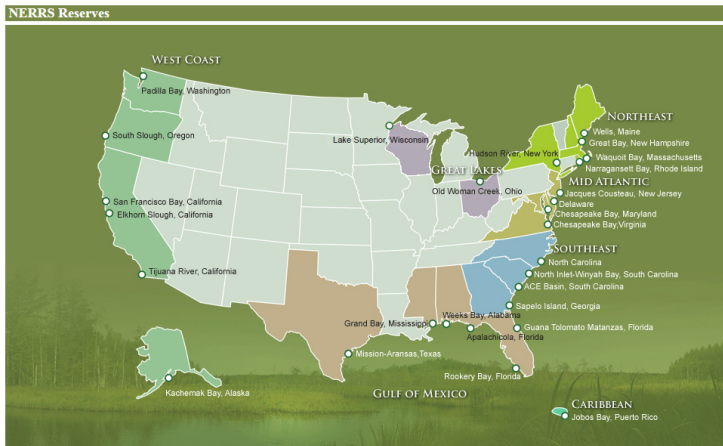 NERRS Reserves
WEST COAST
Padilla Bay, Washington
South Slough, Oregon
San Francisco Bay, California
Elkhorn Slough, California
Tijuana River, California
Kachemak Bay, Alaska
Lake Superior, Wisconsin
GREAT LAKES
Old Woman Creek, Ohio
Hudson River, New York
NORTHEAST
Wells, Maine
Great Bay, New Hampshire
Waquoit Bay, Massachusetts
Narragansett Bay, Rhode Island
MID ATLANTIC
Jacques Cousteau, New Jersey
Delaware
Chesapeake Bay, Maryland
Chesapeake Bay,Virginia
SOUTHEAST
North Carolina
North Inlet-Winyah Bay, South Carolina
ACE Basin, South Carolina
Sapelo Island, Georgia
Guana Tolomato Matanzas, Florida
Weeks Bay, Alabama
Grand Bay, Mississippi
Apalachicola, Florida
Mission-Aransas,Texas
Rookery Bay, Florida
GULF OF MEXICO
CARIBBEAN
Jobos Bay, Puerto Rico